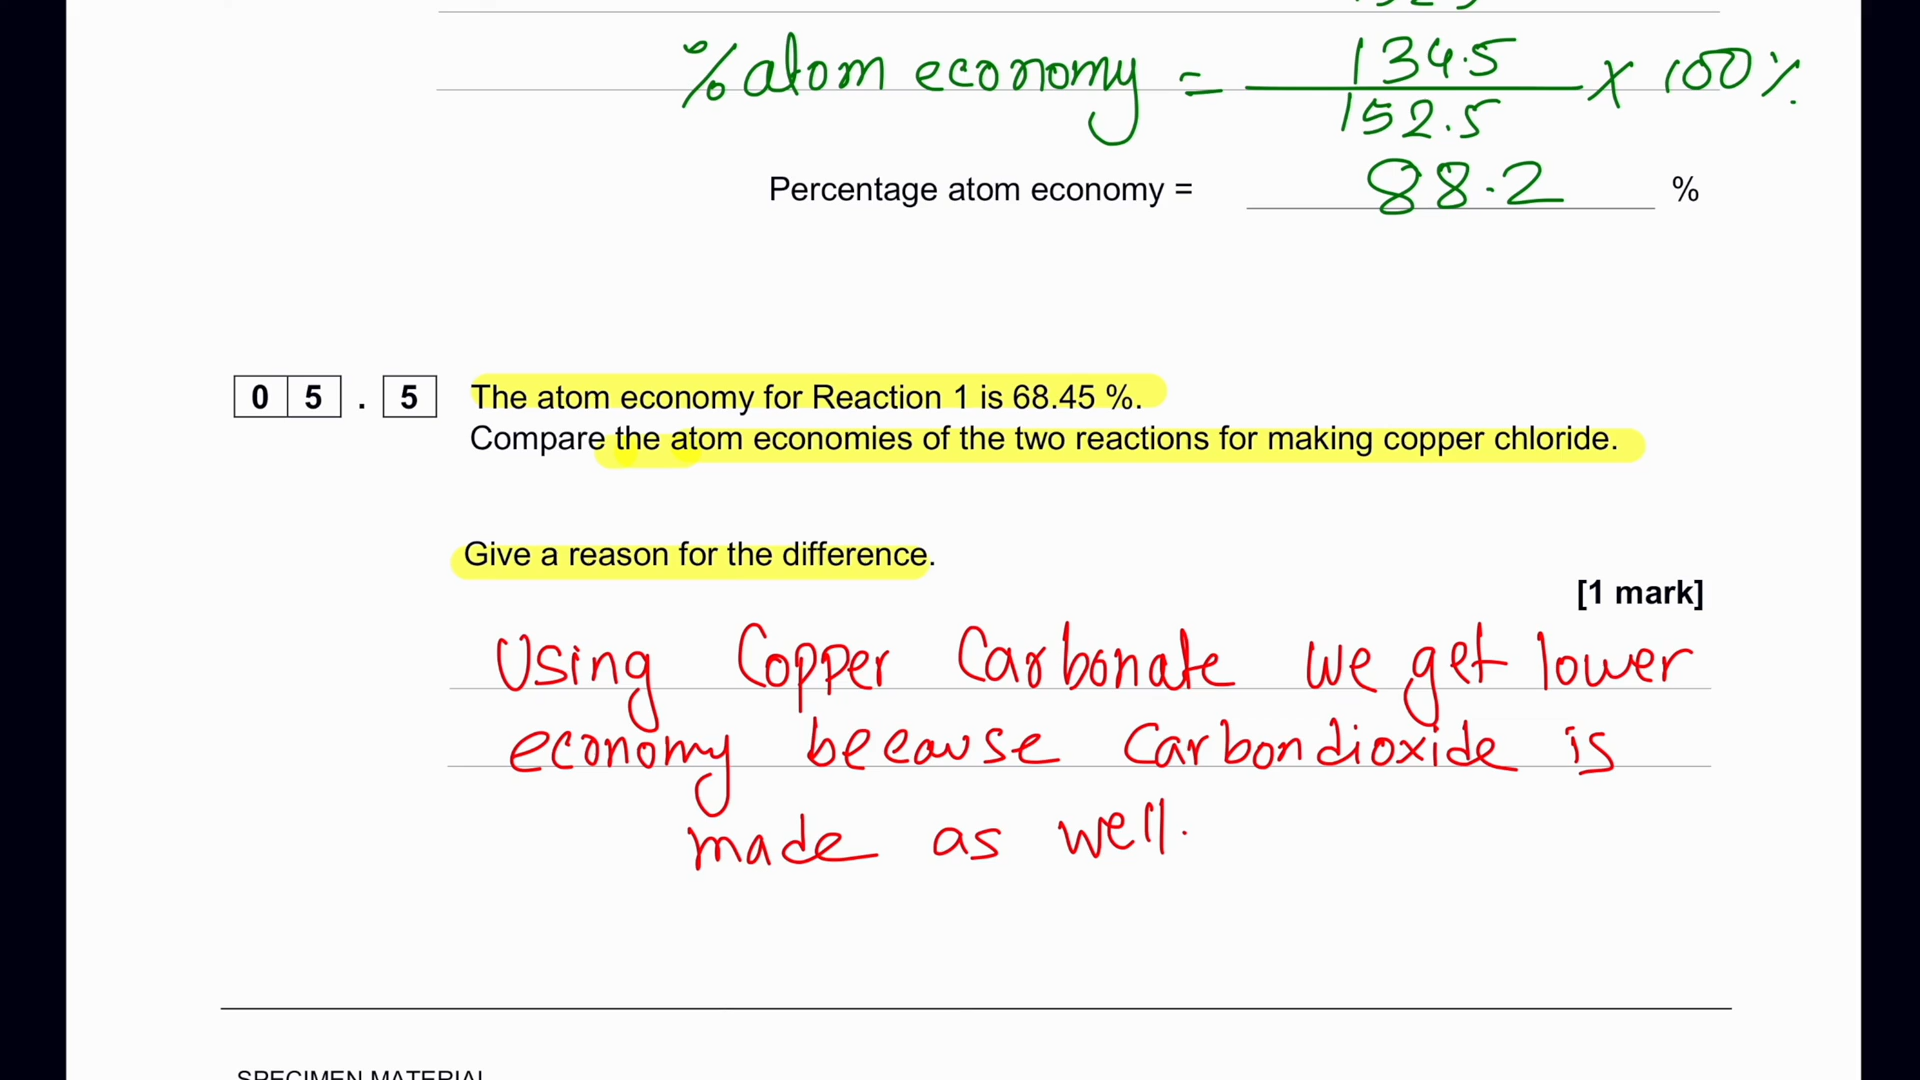 % atom economy = 134.5 / 152.5 × 100%
Percentage atom economy = 88.2 %
0 5 . 5 The atom economy for Reaction 1 is 68.45 %.
Compare the atom economies of the two reactions for making copper chloride.
Give a reason for the difference.
[1 mark]
Using Copper Carbonate we get lower
economy because Carbondioxide is
made as well.
SPECIMEN MATERIAL